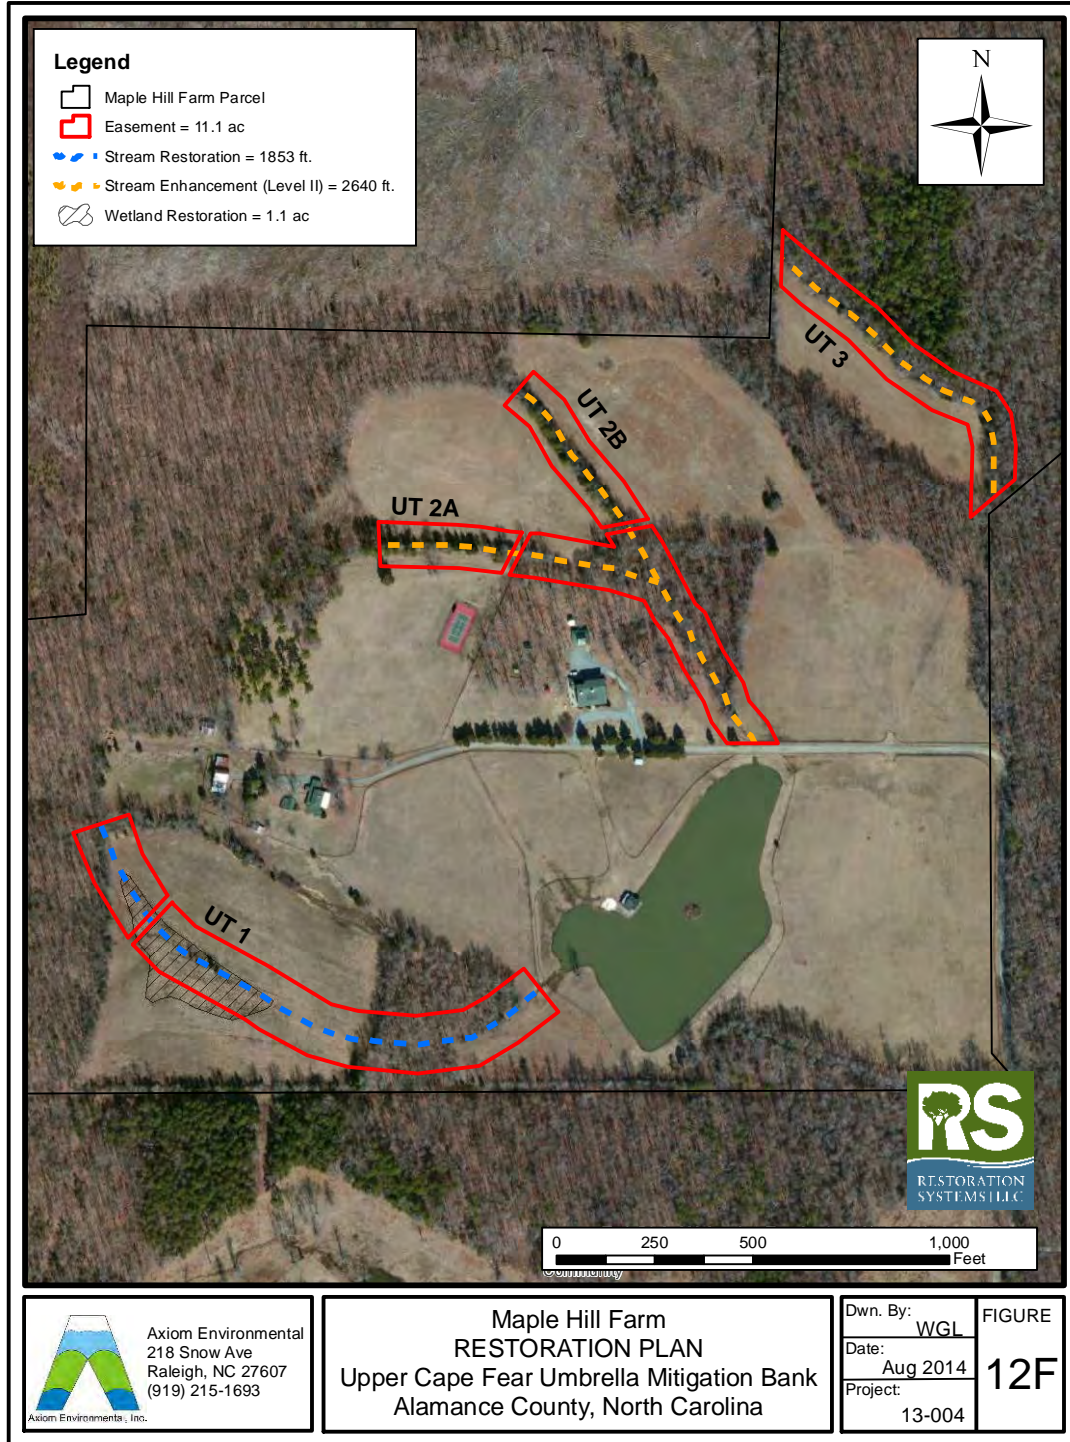 Legend
Maple Hill Farm Parcel
Easement = 11.1 ac
Stream Restoration = 1853 ft.
Stream Enhancement (Level II) = 2640 ft.
Wetland Restoration = 1.1 ac
N
UT 3
UT 2B
UT 2A
UT 1
RS
RESTORATION
SYSTEMS | LLC
0 250 500 1,000
Feet
Community
Axiom Environmental, Inc.
Axiom Environmental
218 Snow Ave
Raleigh, NC 27607
(919) 215-1693
Maple Hill Farm
RESTORATION PLAN
Upper Cape Fear Umbrella Mitigation Bank
Alamance County, North Carolina
Dwn. By:
WGL
Date:
Aug 2014
Project:
13-004
FIGURE
12F